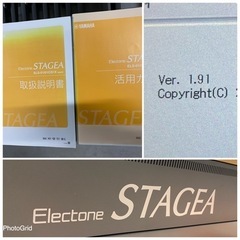 YAMAHA
Electone STAGEA
取扱説明書
Electone STAGEA
活用ガ
Ver. 1.91
Copyright(C)
Electone STAGEA
PhotoGrid